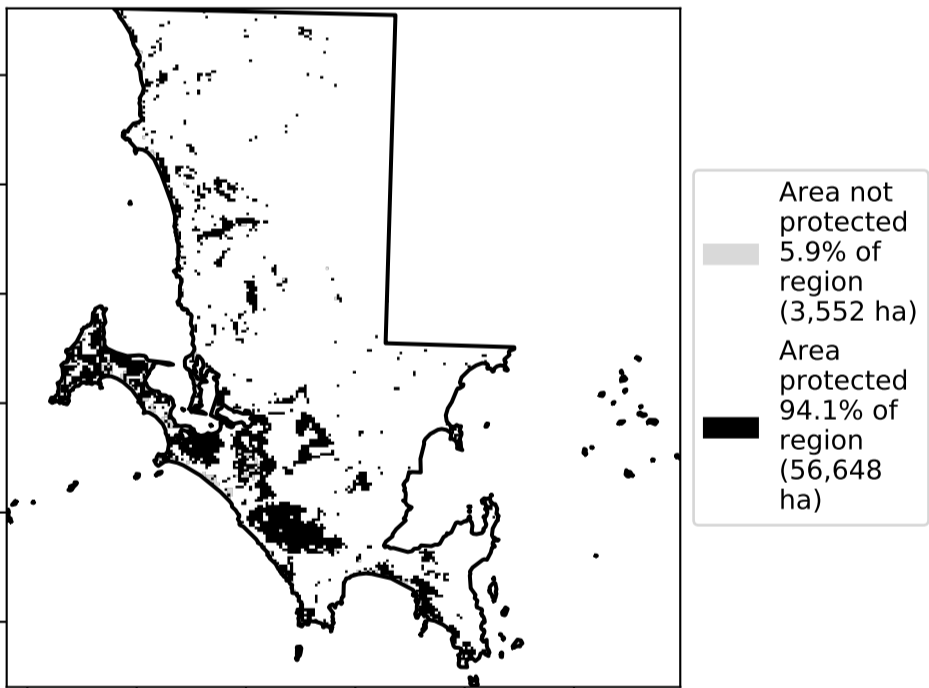 Area not
protected
5.9% of
region
(3,552 ha)
Area
protected
94.1% of
region
(56,648
ha)